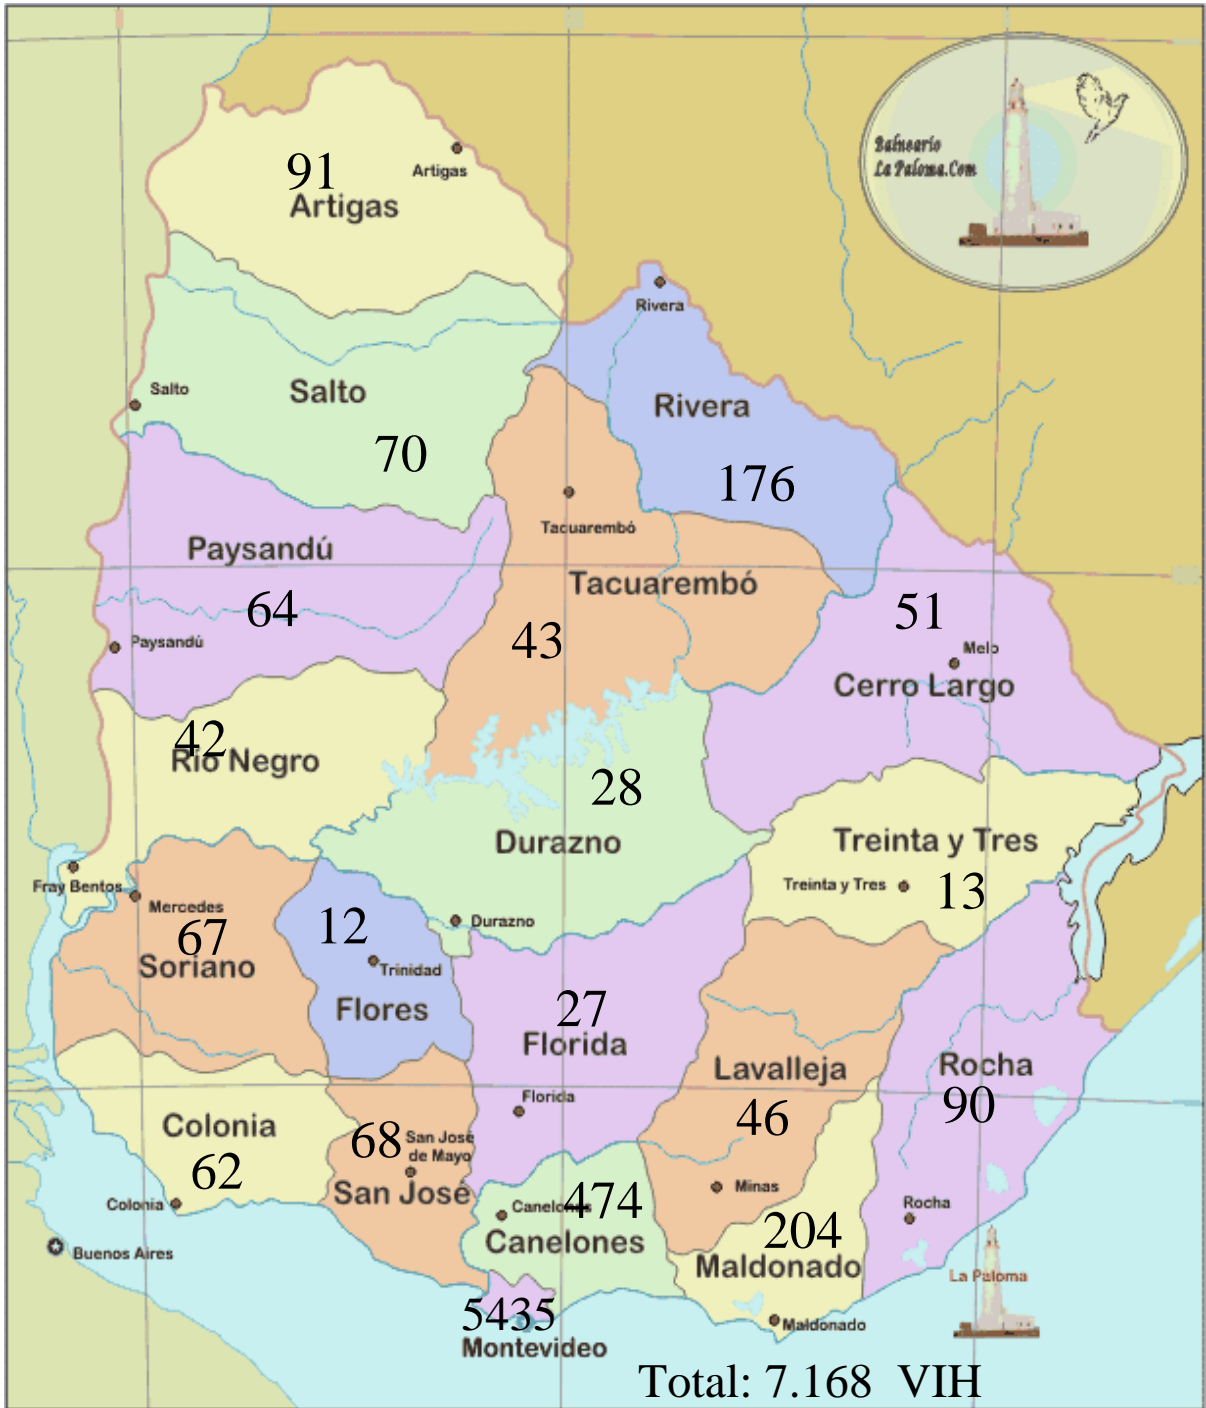 Balneario
La Paloma.Com
Artigas
91
Artigas
Rivera
Salto
Salto
Rivera
70
176
Tacuarembó
Paysandú
Tacuarembó
64
51
43
Paysandú
Melo
Cerro Largo
42
Río Negro
28
Durazno
Treinta y Tres
Fray Bentos
Treinta y Tres
13
Mercedes
67
12
Durazno
Soriano
Trinidad
Flores
27
Florida
Lavalleja
Rocha
90
Florida
Colonia
46
68
San José
de Mayo
62
San José
Minas
Colonia
Canelones
474
Rocha
204
Canelones
Buenos Aires
Maldonado
La Paloma
5435
Maldonado
Montevideo
Total: 7.168 VIH